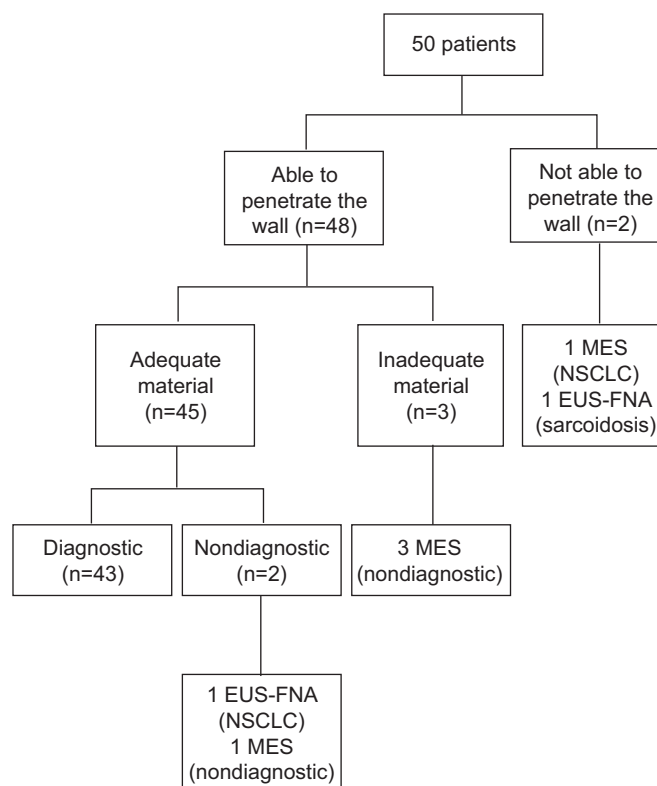 50 patients
Able to
penetrate the
wall (n=48)
Not able to
penetrate the
wall (n=2)
Adequate
material
(n=45)
Inadequate
material
(n=3)
1 MES
(NSCLC)
1 EUS-FNA
(sarcoidosis)
Diagnostic
(n=43)
Nondiagnostic
(n=2)
3 MES
(nondiagnostic)
1 EUS-FNA
(NSCLC)
1 MES
(nondiagnostic)